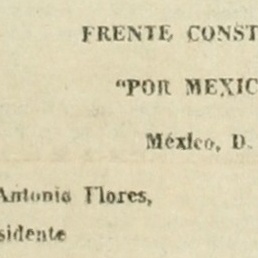 FRENTE CONST
"POR MEXIC
México, D.
Antonio Flores,
sidente